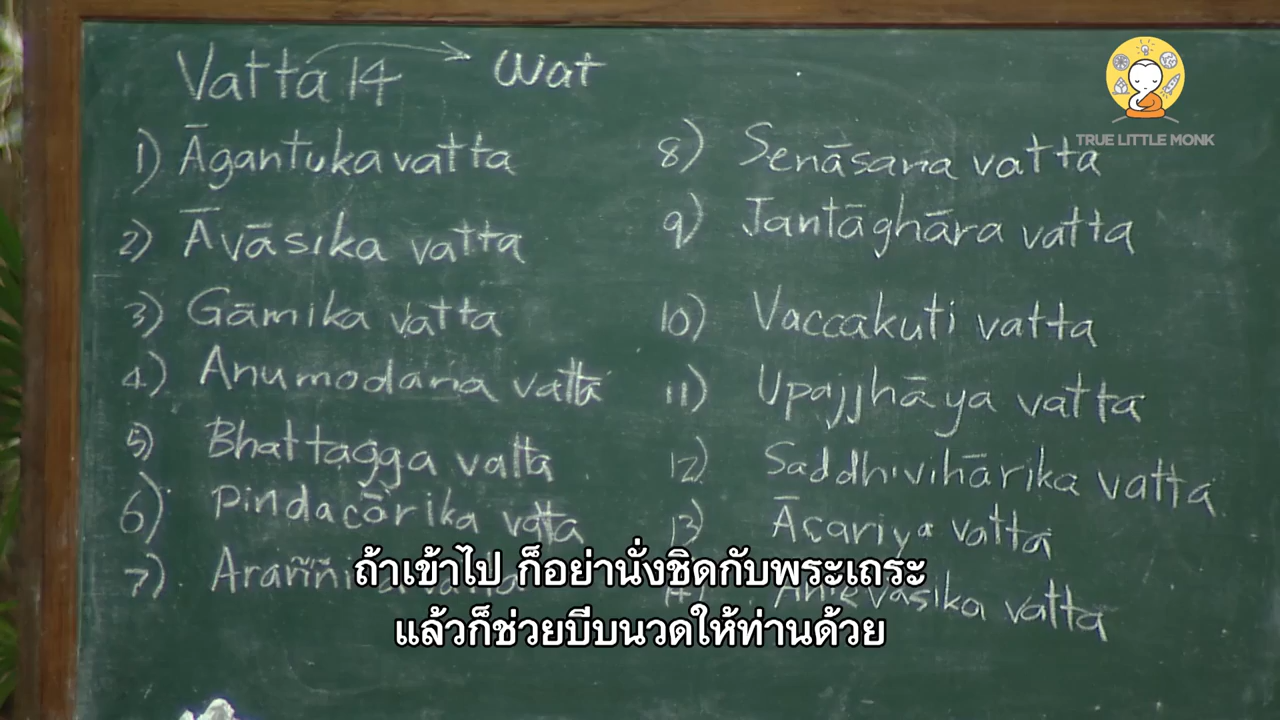 Vatta 14 → Wat
1) Āgantuka vatta
2) Āvāsika vatta
3) Gāmika vatta
4) Anumodana vatta
5) Bhattagga vatta
6) Pindacārika vatta
7)
8) Senāsana vatta
9) Jantāghāra vatta
10) Vaccakuti vatta
11) Upajjhāya vatta
12) Saddhivihārika vatta
13) Ācariya vatta
vatta
TRUE LITTLE MONK
ถ้าเข้าไป ก็อย่านั่งชิดกับพระเถระ
แล้วก็ช่วยบีบนวดให้ท่านด้วย